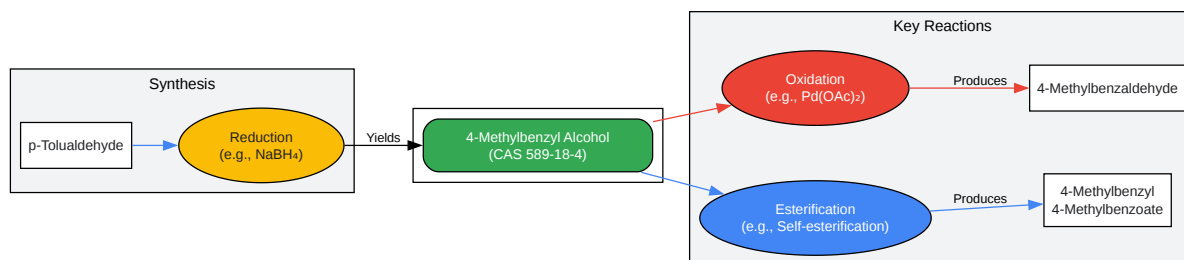 Synthesis
p-Tolualdehyde
Reduction
(e.g., NaBH₄)
Yields
4-Methylbenzyl Alcohol
(CAS 589-18-4)
Key Reactions
Oxidation
(e.g., Pd(OAc)₂)
Produces
4-Methylbenzaldehyde
Esterification
(e.g., Self-esterification)
Produces
4-Methylbenzyl
4-Methylbenzoate